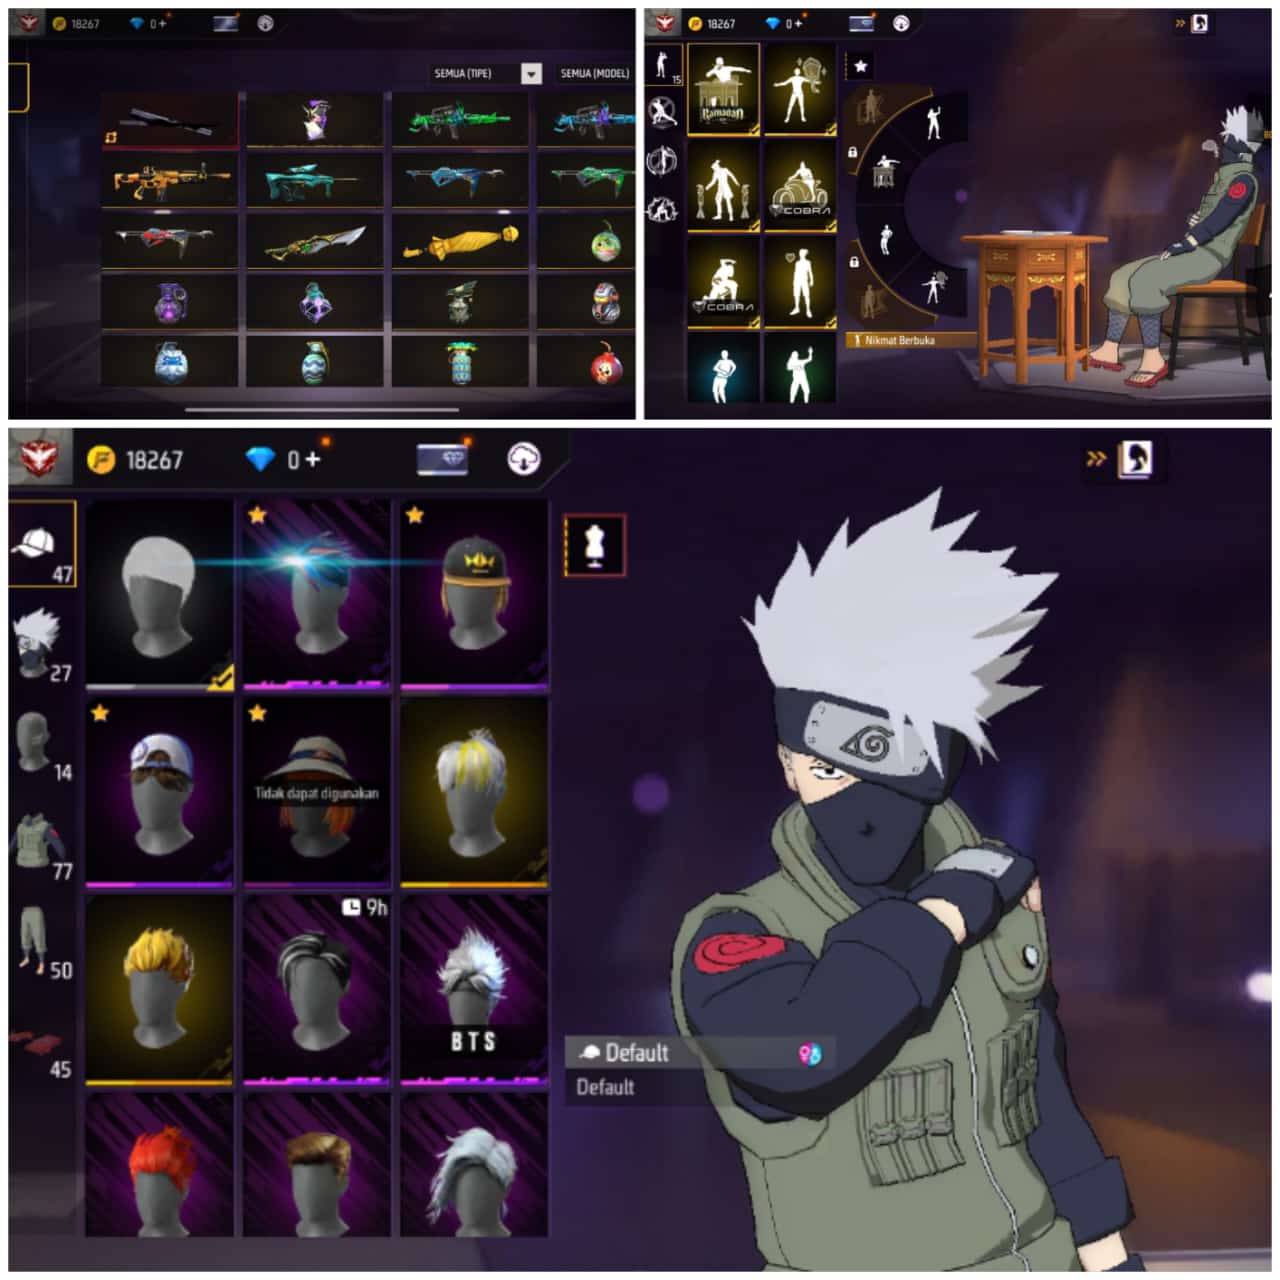 18267
0 +
SEMUA (TIPE)
SEMUA (MODEL)
18267
0 +
15
Ramadan
COBRA
COBRA
Nikmat Berbuka
18267
0 +
47
27
14
77
50
45
Tidak dapat digunakan
9h
BTS
Default
Default